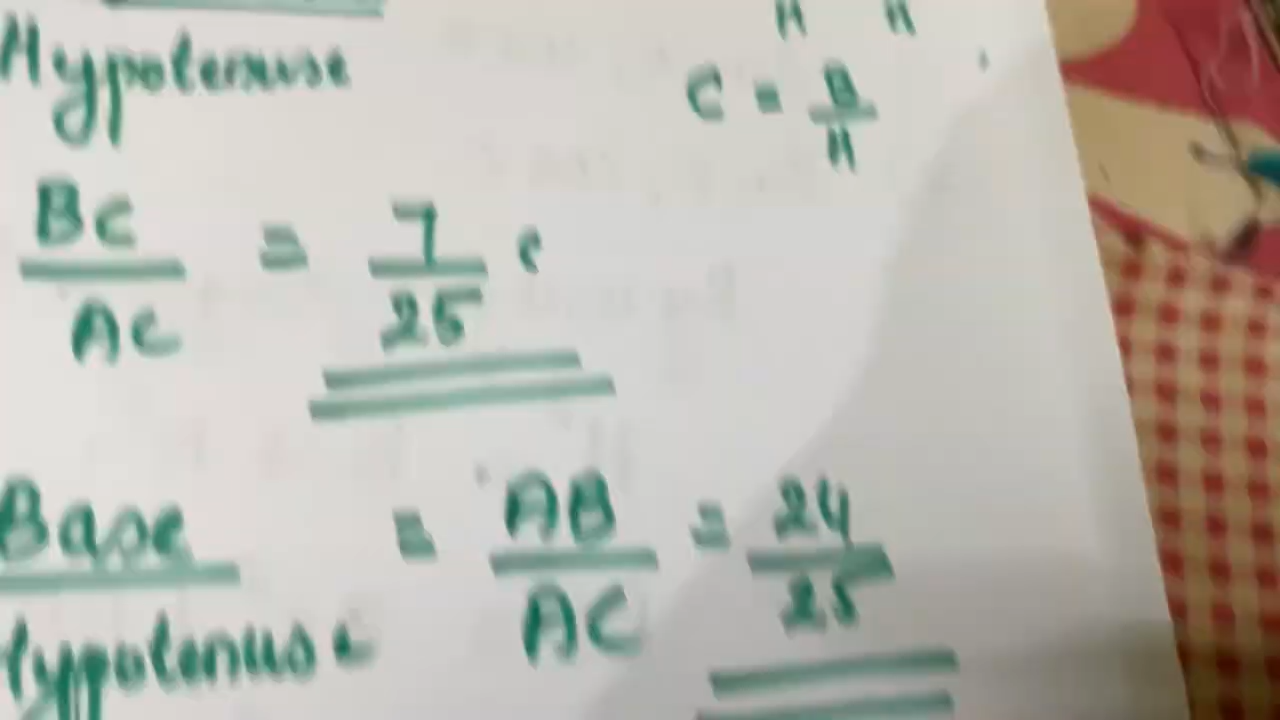 H H
Hypotenuse
C = B
H
BC = 7
AC 25
Base = AB = 24
Hypotenuse AC 25